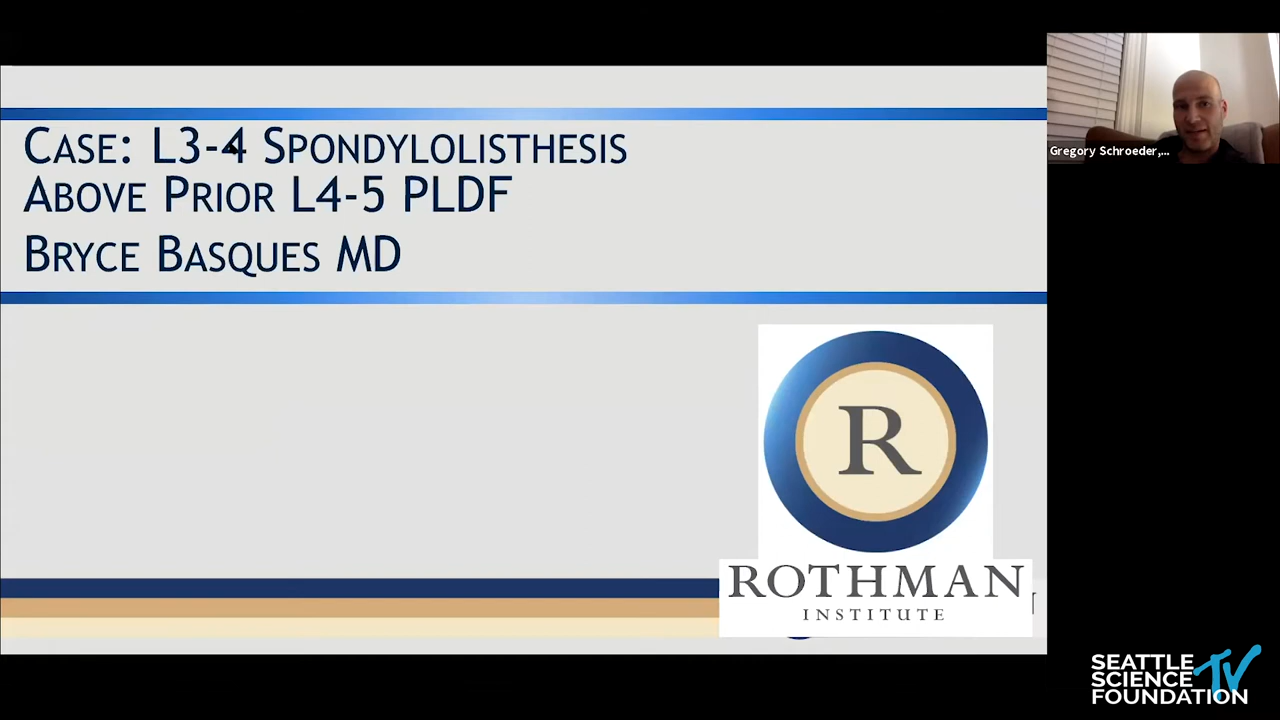 CASE: L3-4 SPONDYLOLISTHESIS
ABOVE PRIOR L4-5 PLDF
BRYCE BASQUES MD
Gregory Schroeder,...
R
ROTHMAN
INSTITUTE
SEATTLE
SCIENCE
FOUNDATION
TV